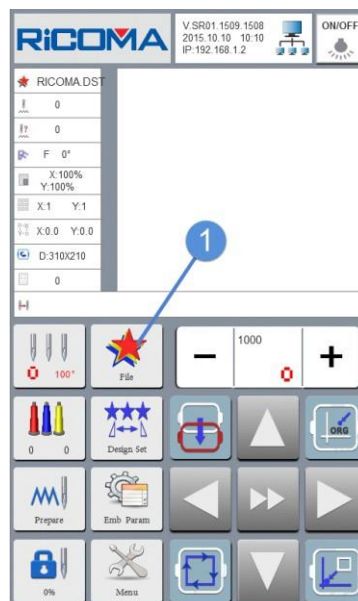 RiCOMA
V.SR01.1509.1508
2015.10.10 10:10
IP:192.168.1.2
ON/OFF
RICOMA.DST
0
0
F 0°
X:100%
Y:100%
X:1 Y:1
X:0.0 Y:0.0
D:310X210
0
1
0 100°
File
−
1000
0
+
0 0
Design Set
ORG
Prepare
Emb Param
0%
Menu